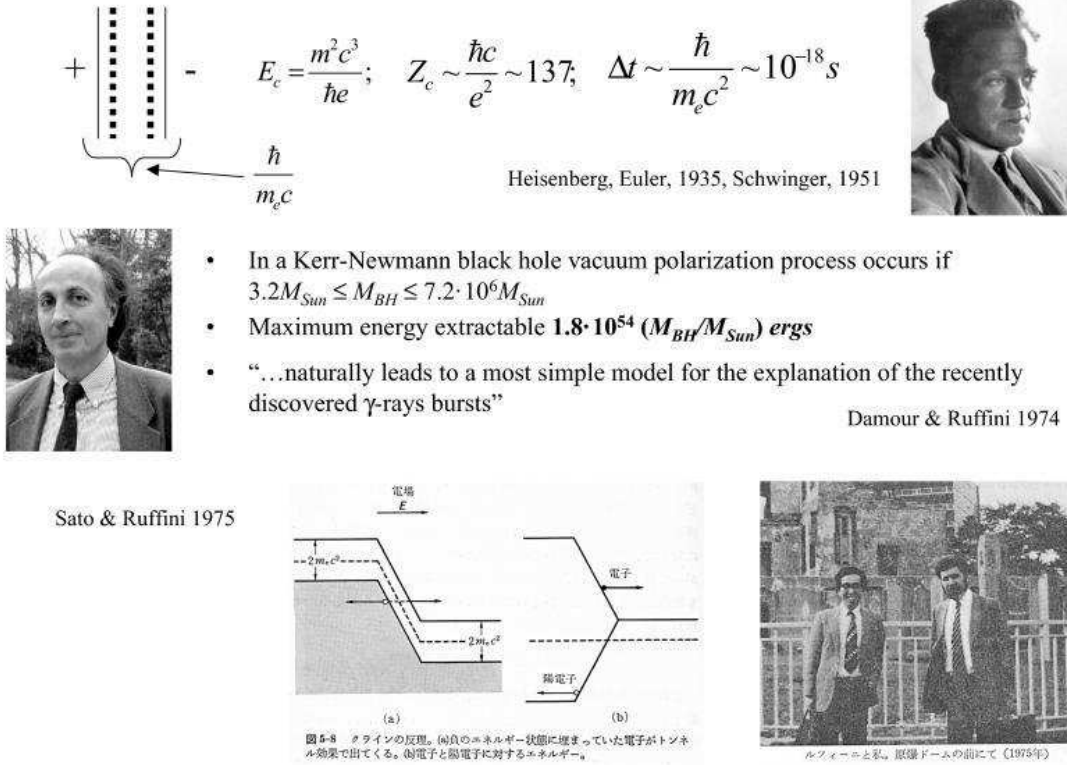 + - E_c = m²c³/ħe; Z_c ~ ħc/e² ~ 137; Δt ~ ħ/m_ec² ~ 10⁻¹⁸ s
ħ/m_ec
Heisenberg, Euler, 1935, Schwinger, 1951
• In a Kerr-Newmann black hole vacuum polarization process occurs if
3.2M_Sun ≤ M_BH ≤ 7.2·10⁶M_Sun
• Maximum energy extractable 1.8·10⁵⁴ (M_BH/M_Sun) ergs
• “…naturally leads to a most simple model for the explanation of the recently
discovered γ-rays bursts”
Damour & Ruffini 1974
Sato & Ruffini 1975
電場
E
2m_ec²
2m_ec²
(a)
電子
陽電子
(b)
図5-8 クラインの反理。(a)負のエネルギー状態に埋まっていた電子がトンネ
ル効果で出てくる。(b)電子と陽電子に対するエネルギー。
ルフィーニと私。原爆ドームの前にて (1975年)